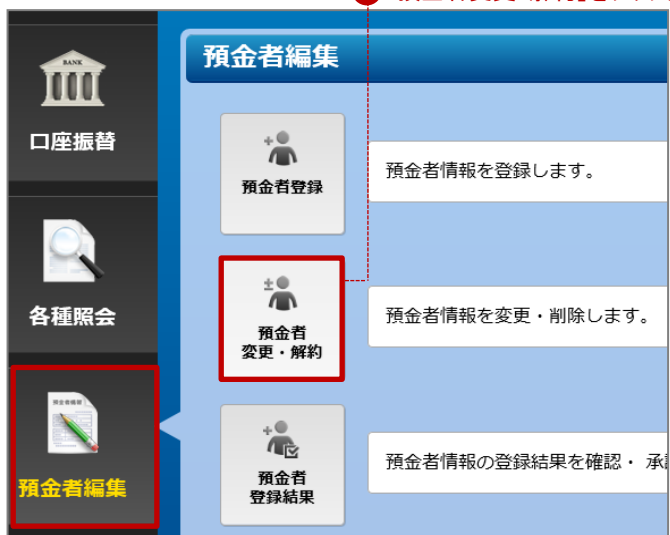 預金者編集
BANK
口座振替
預金者登録
預金者情報を登録します。
各種照会
預金者
変更・解約
預金者情報を変更・削除します。
預金者編集
預金者
登録結果
預金者情報の登録結果を確認・承